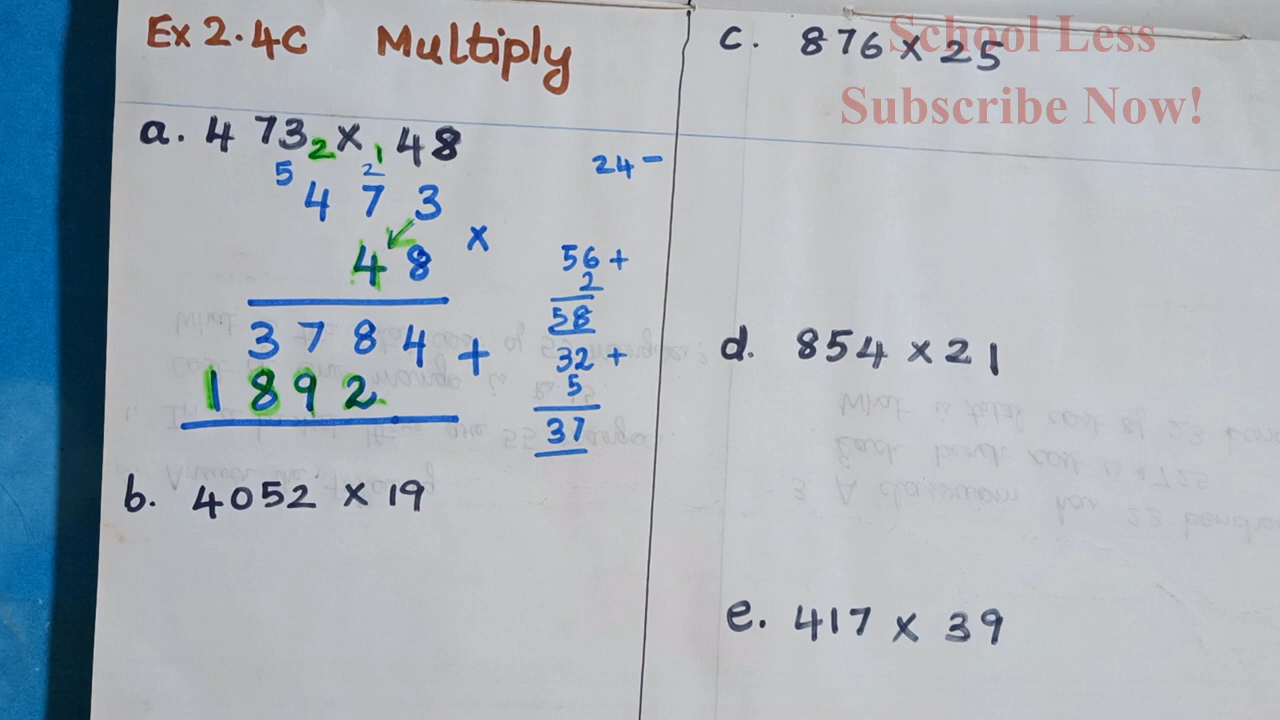 Ex 2.4C Multiply
a. 473 x 48
2 1
5 2
4 7 3
4 8 x
3 7 8 4 +
1 8 9 2
24 -
56 +
2
58
32 +
5
37
b. 4052 x 19
c. 876 x 25
d. 854 x 21
e. 417 x 39
School Less
Subscribe Now!